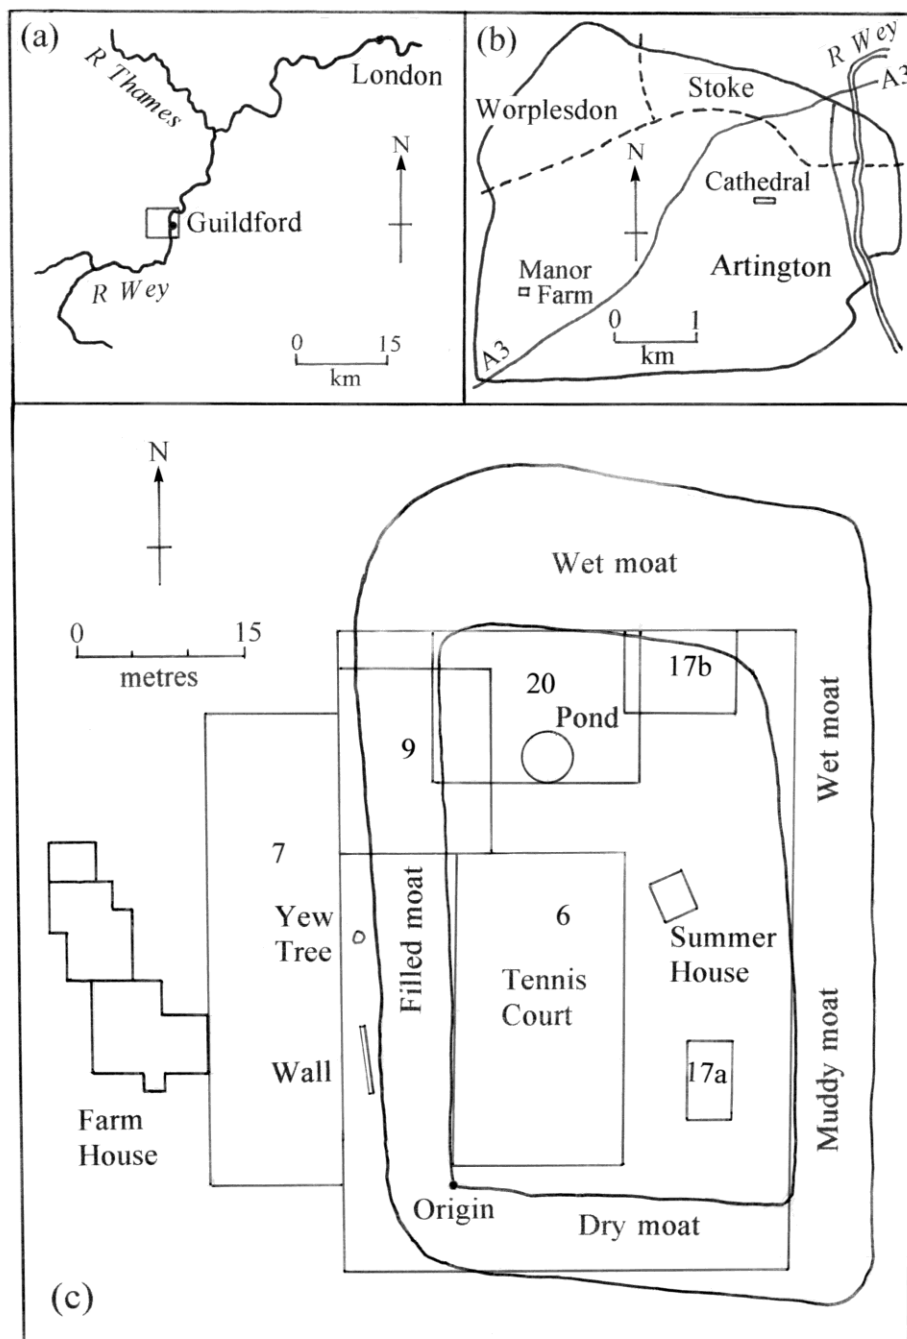 (a)
R Thames
London
N
Guildford
R Wey
0 15
km
(b)
R Wey
A3
Stoke
Worplesdon
N
Cathedral
Manor
Farm
Artington
0 1
km
A3
N
0 15
metres
Wet moat
17b
20
Pond
9
Wet moat
7
Filled moat
6
Yew
Tree
Summer
House
Tennis
Court
Wall
17a
Muddy moat
Farm
House
Origin
Dry moat
(c)